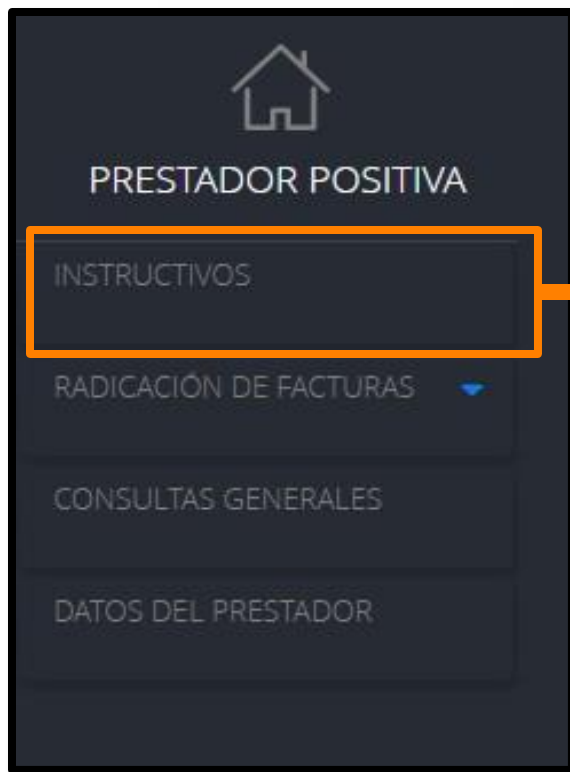 PRESTADOR POSITIVA
INSTRUCTIVOS
RADICACIÓN DE FACTURAS
CONSULTAS GENERALES
DATOS DEL PRESTADOR